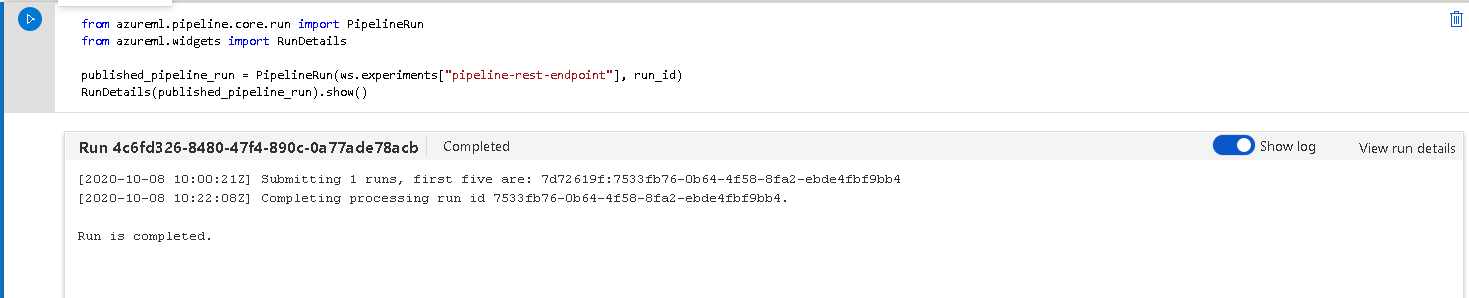 from azureml.pipeline.core.run import PipelineRun
from azureml.widgets import RunDetails
published_pipeline_run = PipelineRun(ws.experiments["pipeline-rest-endpoint"], run_id)
RunDetails(published_pipeline_run).show()
Run 4c6fd326-8480-47f4-890c-0a77ade78acb Completed Show log View run details
[2020-10-08 10:00:21Z] Submitting 1 runs, first five are: 7d72619f:7533fb76-0b64-4f58-8fa2-ebde4fbf9bb4
[2020-10-08 10:22:08Z] Completing processing run id 7533fb76-0b64-4f58-8fa2-ebde4fbf9bb4.
Run is completed.